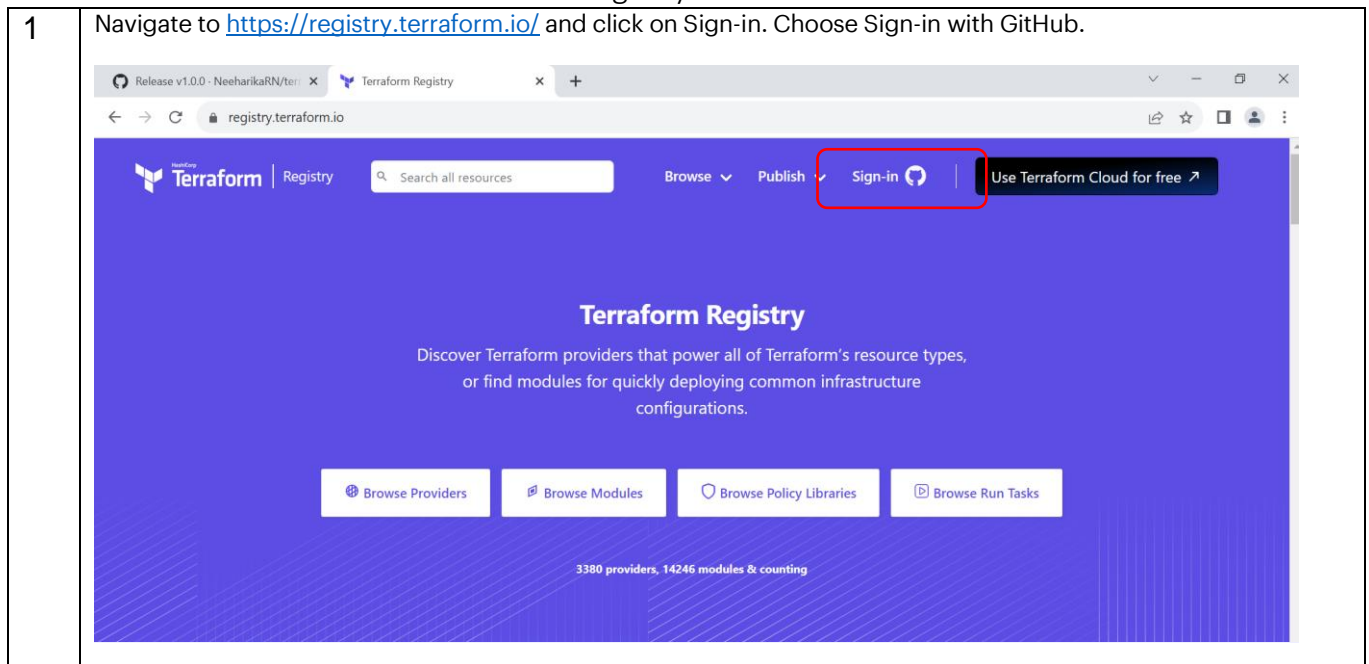 1
Navigate to https://registry.terraform.io/ and click on Sign-in. Choose Sign-in with GitHub.
Release v1.0.0 · NeeharikaRN/ter
Terraform Registry
registry.terraform.io
HashiCorp
Terraform Registry
Search all resources
Browse
Publish
Sign-in
Use Terraform Cloud for free
Terraform Registry
Discover Terraform providers that power all of Terraform's resource types,
or find modules for quickly deploying common infrastructure
configurations.
Browse Providers
Browse Modules
Browse Policy Libraries
Browse Run Tasks
3380 providers, 14246 modules & counting